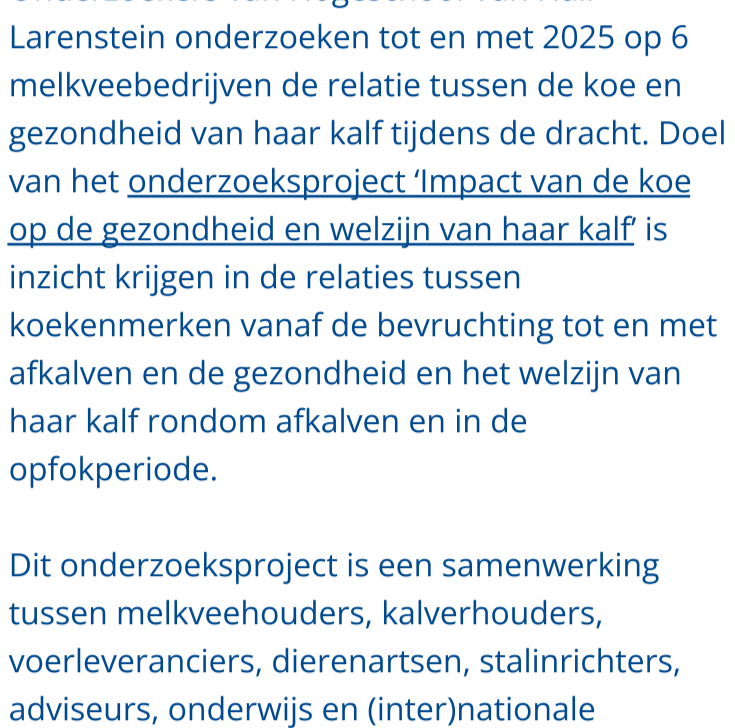 Larenstein onderzoeken tot en met 2025 op 6
melkveebedrijven de relatie tussen de koe en
gezondheid van haar kalf tijdens de dracht. Doel
van het onderzoeksproject ‘Impact van de koe
op de gezondheid en welzijn van haar kalf’ is
inzicht krijgen in de relaties tussen
koekenmerken vanaf de bevruchting tot en met
afkalven en de gezondheid en het welzijn van
haar kalf rondom afkalven en in de
opfokperiode.
Dit onderzoeksproject is een samenwerking
tussen melkveehouders, kalverhouders,
voerleveranciers, dierenartsen, stalinrichters,
adviseurs, onderwijs en (inter)nationale